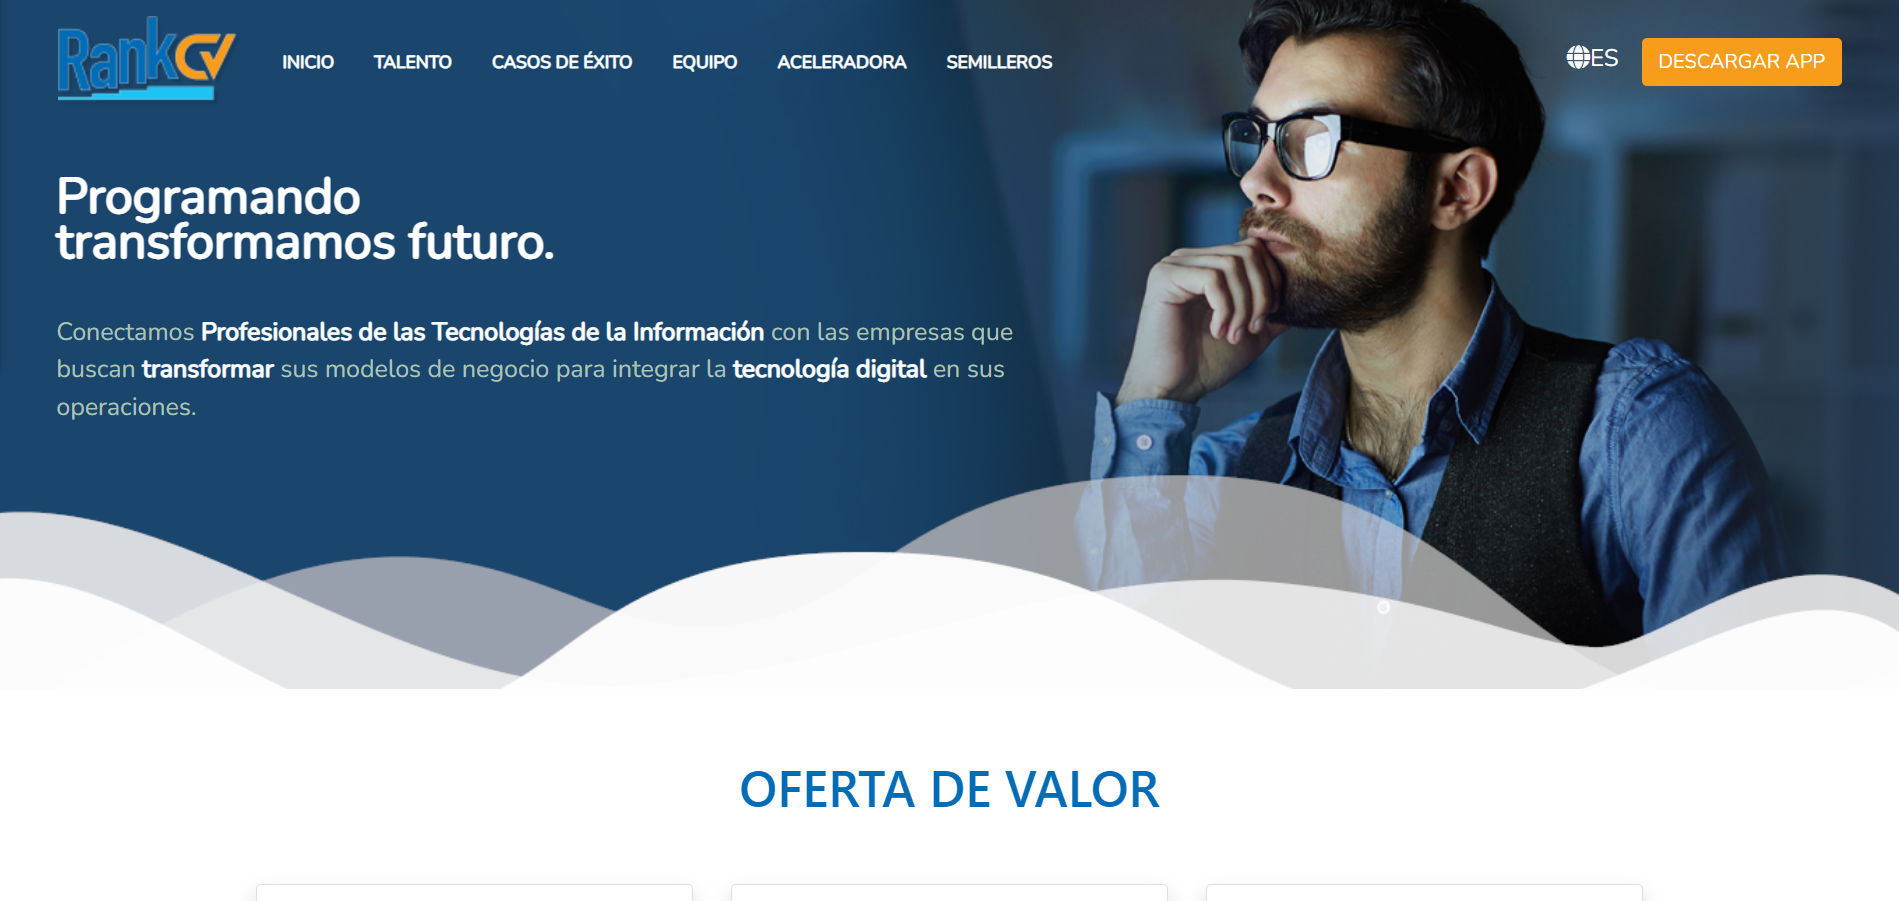 RankCV
INICIO
TALENTO
CASOS DE ÉXITO
EQUIPO
ACELERADORA
SEMILLEROS
ES
DESCARGAR APP
Programando
transformamos futuro.
Conectamos Profesionales de las Tecnologías de la Información con las empresas que
buscan transformar sus modelos de negocio para integrar la tecnología digital en sus
operaciones.
OFERTA DE VALOR